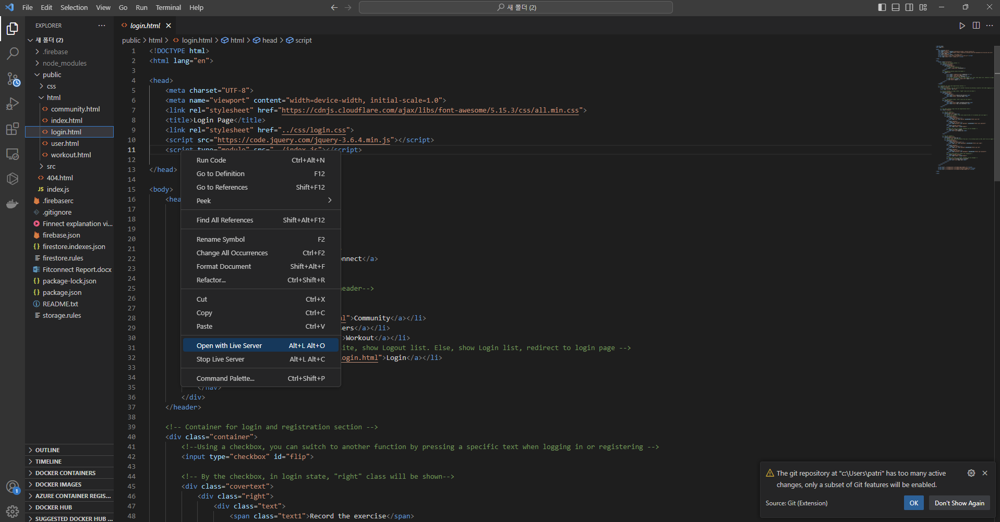 File Edit Selection View Go Run Terminal Help
새 폴더 (2)
EXPLORER
새 폴더 (2)
.firebase
node_modules
public
css
html
community.html
index.html
login.html
user.html
workout.html
src
404.html
JS index.js
.firebaserc
.gitignore
Finnect explanation vi...
firebase.json
{} firestore.indexes.json
firestore.rules
Fitconnect Report.docx
{} package-lock.json
{} package.json
README.txt
storage.rules
OUTLINE
TIMELINE
DOCKER CONTAINERS
DOCKER IMAGES
AZURE CONTAINER REGIS...
DOCKER HUB
SUGGESTED DOCKER HUB ...
1
login.html
public > html > login.html > html > head > script
1 <!DOCTYPE html>
2 <html lang="en">
3
4 <head>
5 <meta charset="UTF-8">
6 <meta name="viewport" content="width=device-width, initial-scale=1.0">
7 <link rel="stylesheet" href="https://cdnjs.cloudflare.com/ajax/libs/font-awesome/5.15.3/css/all.min.css">
8 <title>Login Page</title>
9 <link rel="stylesheet" href="../css/login.css">
10 <script src="https://code.jquery.com/jquery-3.6.4.min.js"></script>
11 <script type="module" src="../index.js"></script>
12
13 </head>
14
15 <body>
16 <hea
17
18
19
20
21
22 onnect</a>
23
24
25 eader-->
26
27
28 ml">Community</a></li>
29 ers</a></li>
30 >Workout</a></li>
31 site, show Logout list. Else, show Login list, redirect to login page -->
32 login.html">Login</a></li>
33
34
35 </nav>
36 </div>
37 </header>
38
39 <!-- Container for login and registration section -->
40 <div class="container">
41 <!--Using a checkbox, you can switch to another function by pressing a specific text when logging in or registering -->
42 <input type="checkbox" id="flip">
43
44 <!-- By the checkbox, in login state, "right" class will be shown-->
45 <div class="covertext">
46 <div class="right">
47 <div class="text">
48 <span class="text1">Record the exercise</span>
Run Code Ctrl+Alt+N
Go to Definition F12
Go to References Shift+F12
Peek
Find All References Shift+Alt+F12
Rename Symbol F2
Change All Occurrences Ctrl+F2
Format Document Shift+Alt+F
Refactor... Ctrl+Shift+R
Cut Ctrl+X
Copy Ctrl+C
Paste Ctrl+V
Open with Live Server Alt+L Alt+O
Stop Live Server Alt+L Alt+C
Command Palette... Ctrl+Shift+P
The git repository at "c:\Users\patri" has too many active
changes, only a subset of Git features will be enabled.
Source: Git (Extension)
OK
Don't Show Again